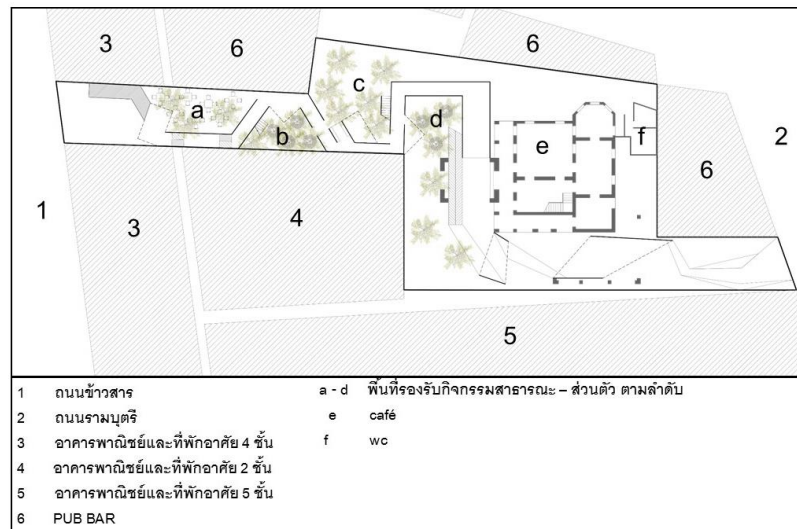 3
6
6
a
c
b
d
e
f
2
1
3
4
6
5
1 ถนนข้าวสาร
2 ถนนรามบุตรี
3 อาคารพาณิชย์และที่พักอาศัย 4 ชั้น
4 อาคารพาณิชย์และที่พักอาศัย 2 ชั้น
5 อาคารพาณิชย์และที่พักอาศัย 5 ชั้น
6 PUB BAR
a - d พื้นที่รองรับกิจกรรมสาธารณะ – ส่วนตัว ตามลำดับ
e café
f wc